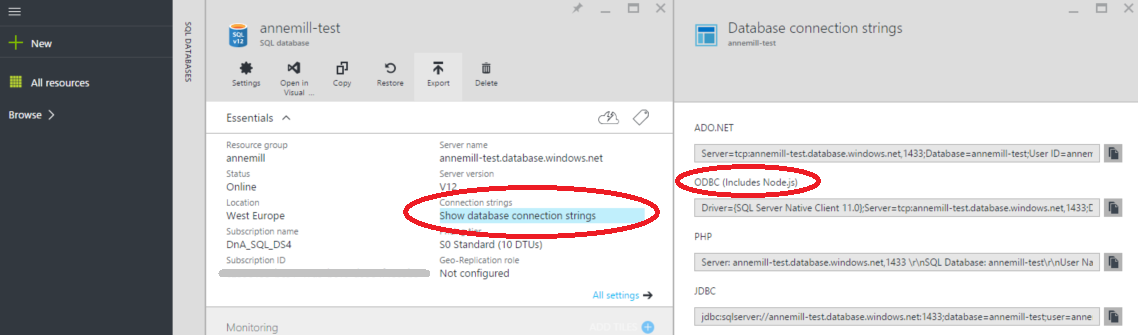 New
All resources
Browse
SQL DATABASES
SQL
v12
annemill-test
SQL database
Settings
Open in
Visual ...
Copy
Restore
Export
Delete
Essentials
Resource group
annemill
Status
Online
Location
West Europe
Subscription name
DnA_SQL_DS4
Subscription ID
Server name
annemill-test.database.windows.net
Server version
V12
Connection strings
Show database connection strings
S0 Standard (10 DTUs)
Geo-Replication role
Not configured
All settings
Monitoring
Database connection strings
annemill-test
ADO.NET
Server=tcp:annemill-test.database.windows.net,1433;Database=annemill-test;User ID=annem
ODBC (Includes Node.js)
Driver={SQL Server Native Client 11.0};Server=tcp:annemill-test.database.windows.net,1433;D
PHP
Server: annemill-test.database.windows.net,1433 \r\nSQL Database: annemill-test\r\nUser Na
JDBC
jdbc:sqlserver://annemill-test.database.windows.net:1433;database=annemill-test;user=anne